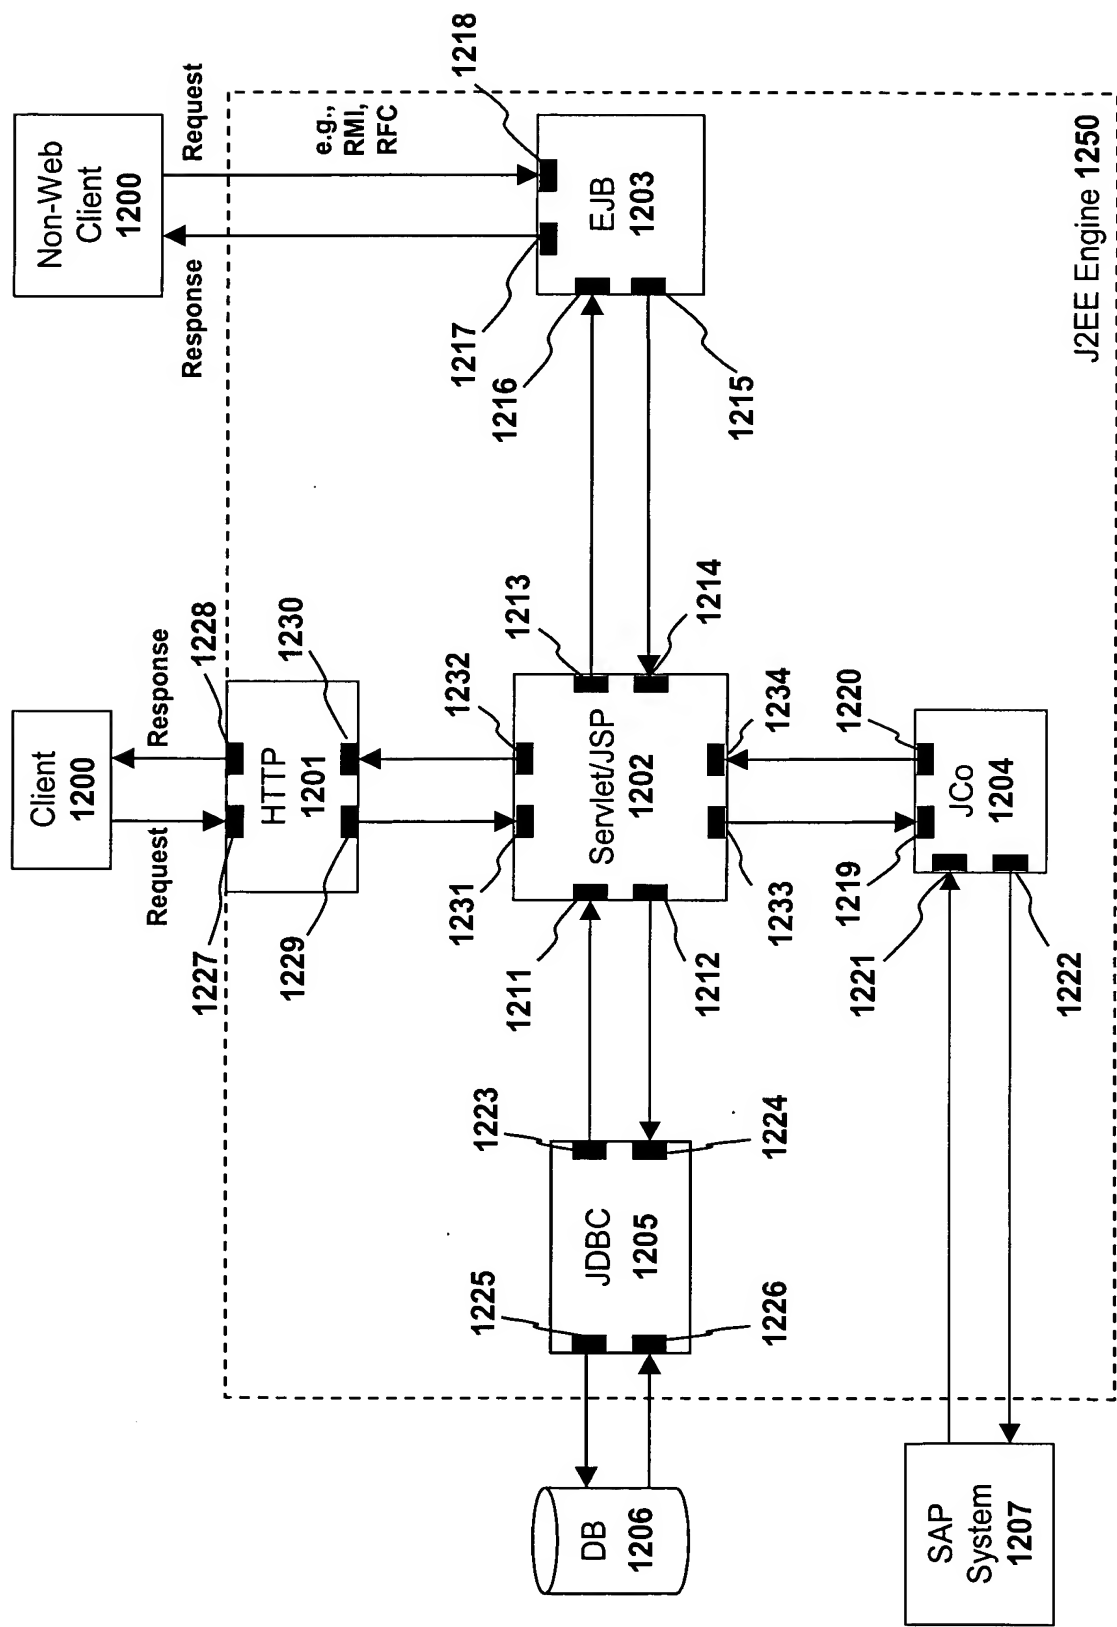 Client
1200
Non-Web
Client
1200
Request
Response
Response
Request
1227
1228
e.g.,
RMI,
RFC
HTTP
1201
1229
1230
1217
1218
1225
1223
1211
1231
1232
1213
1216
DB
1206
JDBC
1205
Servlet/JSP
1202
EJB
1203
1226
1224
1212
1233
1234
1214
1215
1221
1219
1220
SAP
System
1207
JCo
1204
1222
J2EE Engine 1250